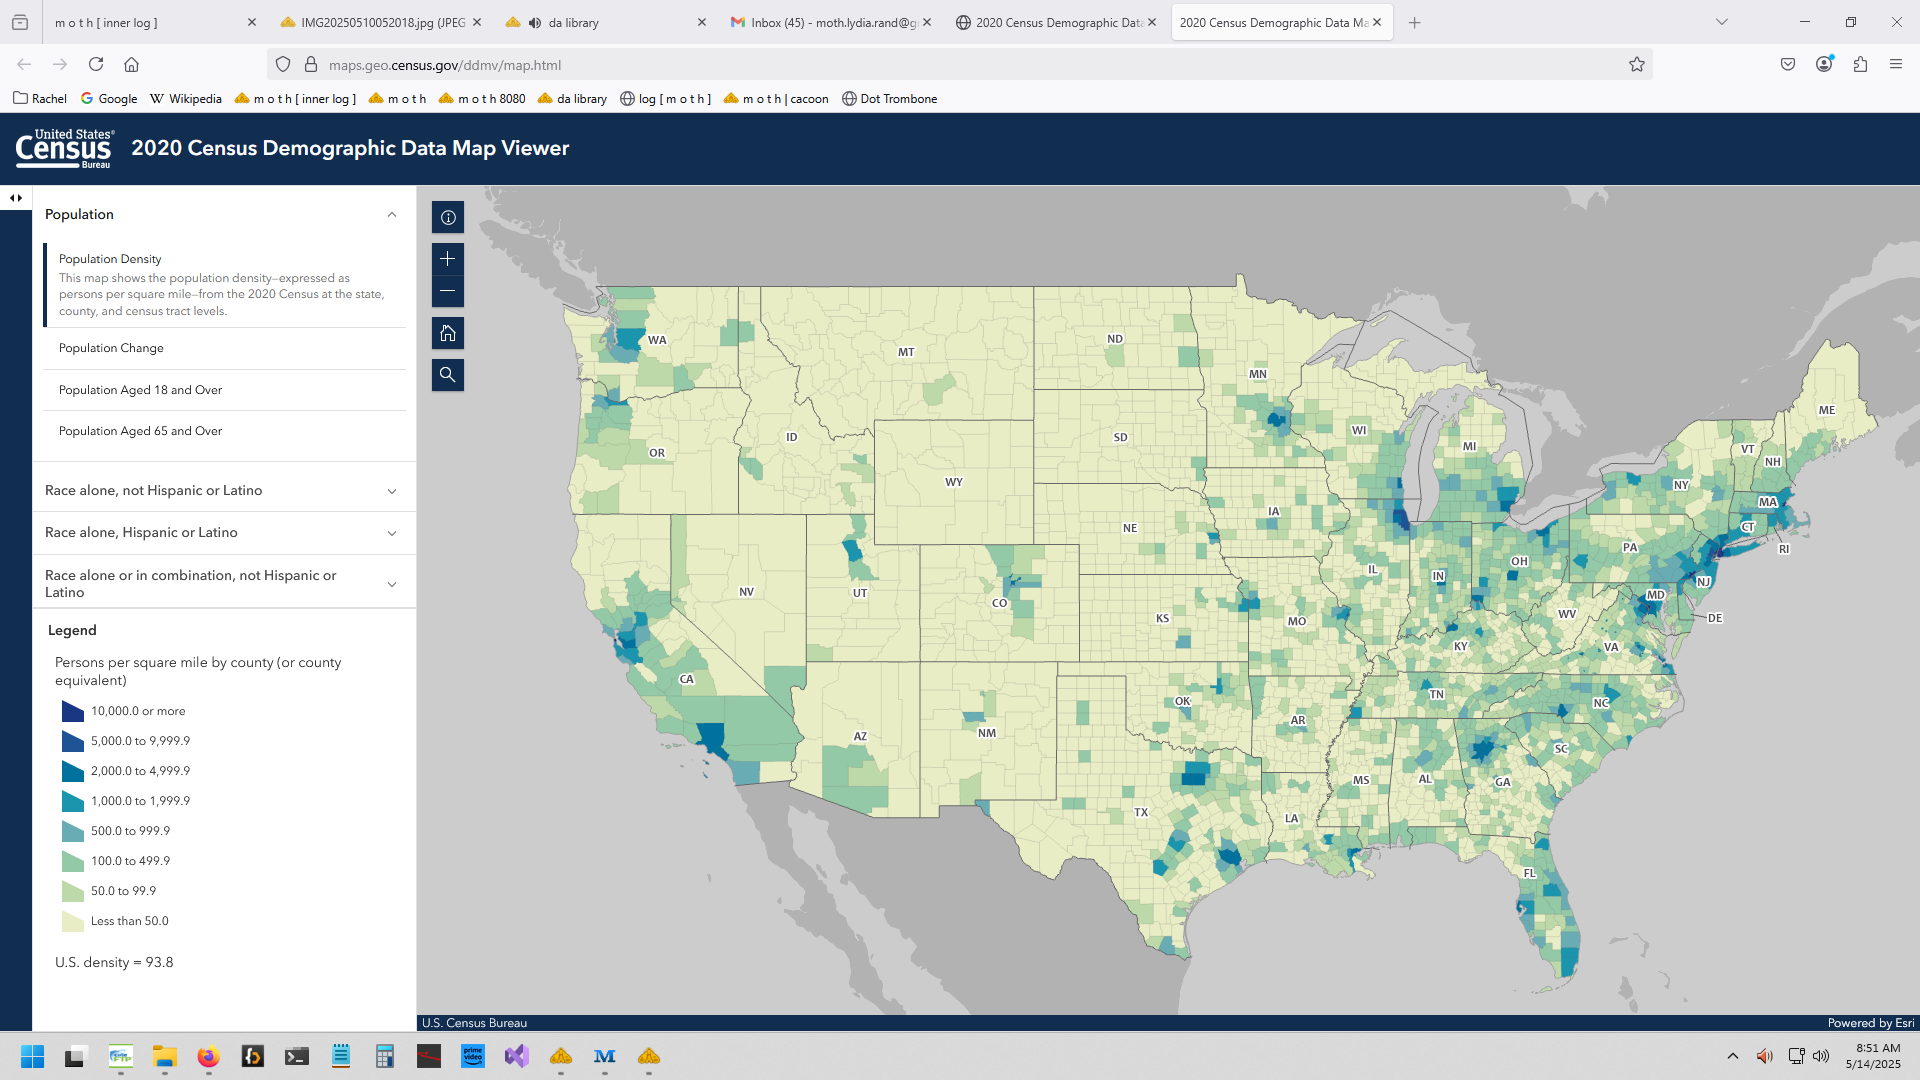 m o t h [ inner log ]
IMG20250510052018.jpg (JPEG
da library
Inbox (45) - moth.lydia.rand@g
2020 Census Demographic Data
2020 Census Demographic Data Ma
maps.geo.census.gov/ddmv/map.html
Rachel
Google
W Wikipedia
m o t h [ inner log ]
m o t h
m o t h 8080
da library
log [ m o t h ]
m o t h | cacoon
Dot Trombone
United States®
Census
Bureau
2020 Census Demographic Data Map Viewer
Population
Population Density
This map shows the population density—expressed as
persons per square mile—from the 2020 Census at the state,
county, and census tract levels.
Population Change
Population Aged 18 and Over
Population Aged 65 and Over
Race alone, not Hispanic or Latino
Race alone, Hispanic or Latino
Race alone or in combination, not Hispanic or
Latino
Legend
Persons per square mile by county (or county
equivalent)
10,000.0 or more
5,000.0 to 9,999.9
2,000.0 to 4,999.9
1,000.0 to 1,999.9
500.0 to 999.9
100.0 to 499.9
50.0 to 99.9
Less than 50.0
U.S. density = 93.8
WA
MT
ND
MN
ME
OR
ID
SD
WI
MI
VT
NH
WY
NY
MA
IA
NE
CT
RI
PA
OH
IL
IN
NJ
NV
UT
CO
MD
WV
DE
KS
MO
KY
VA
CA
TN
OK
NC
AR
NM
AZ
SC
MS
AL
GA
TX
LA
FL
U.S. Census Bureau
Powered by Esri
prime
video
M
8:51 AM
5/14/2025